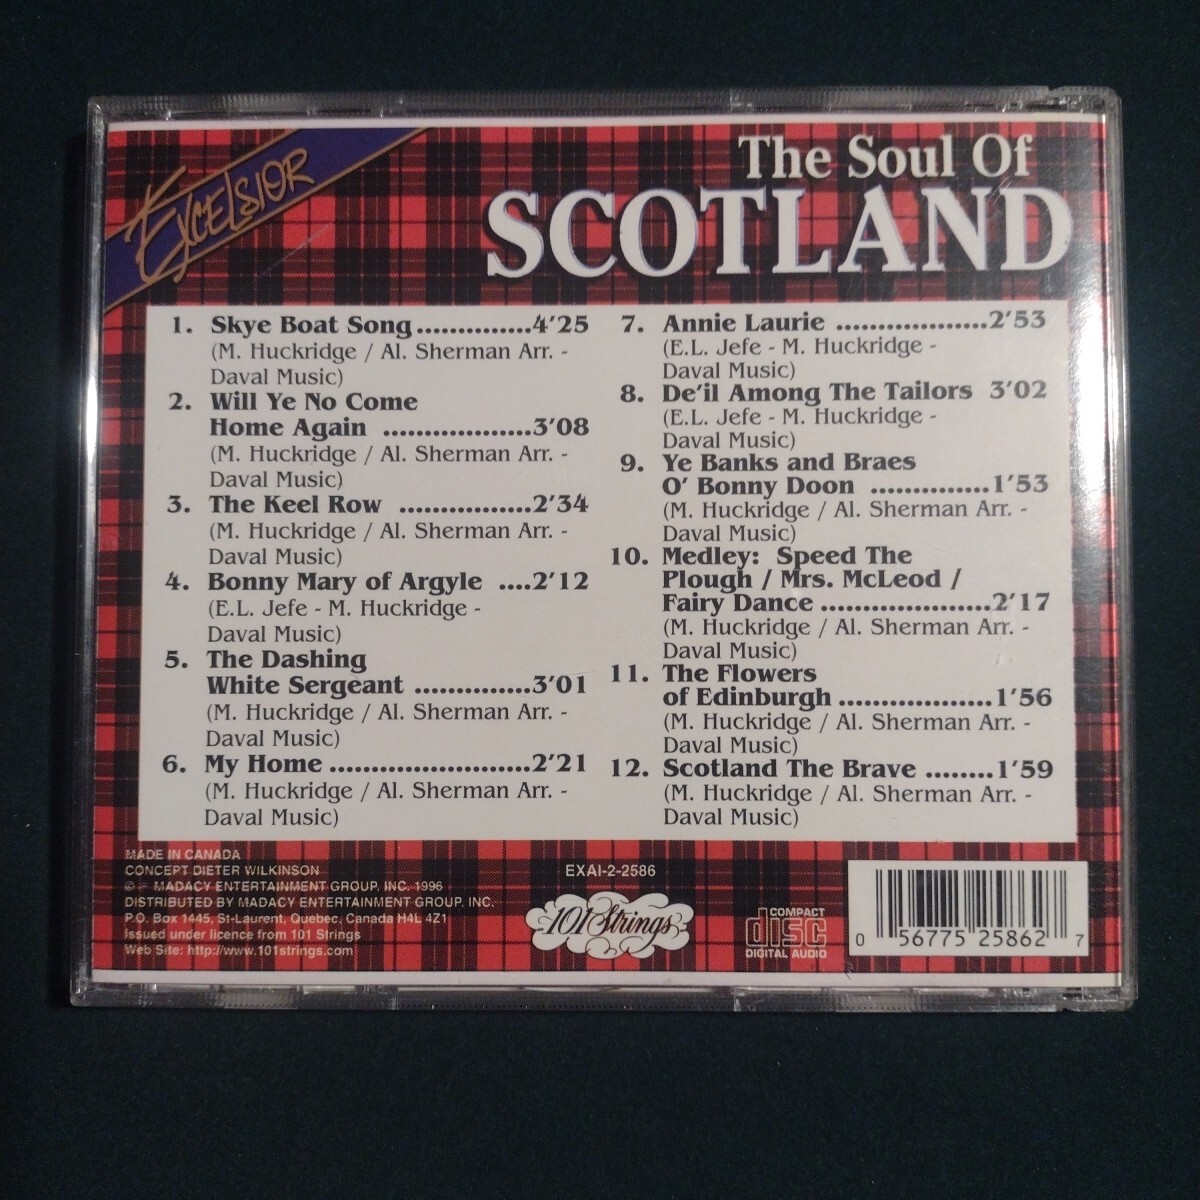 EXCELSIOR
The Soul Of
SCOTLAND
1. Skye Boat Song ............... 4'25
(M. Huckridge / Al. Sherman Arr. -
Daval Music)
2. Will Ye No Come
Home Again ................... 3'08
(M. Huckridge / Al. Sherman Arr. -
Daval Music)
3. The Keel Row ................. 2'34
(M. Huckridge / Al. Sherman Arr. -
Daval Music)
4. Bonny Mary of Argyle .... 2'12
(E.L. Jefe - M. Huckridge -
Daval Music)
5. The Dashing
White Sergeant ............... 3'01
(M. Huckridge / Al. Sherman Arr. -
Daval Music)
6. My Home .......................... 2'21
(M. Huckridge / Al. Sherman Arr. -
Daval Music)
7. Annie Laurie ................... 2'53
(E.L. Jefe - M. Huckridge -
Daval Music)
8. De'il Among The Tailors 3'02
(E.L. Jefe - M. Huckridge -
Daval Music)
9. Ye Banks and Braes
O' Bonny Doon ............... 1'53
(M. Huckridge / Al. Sherman Arr. -
Daval Music)
10. Medley: Speed The
Plough / Mrs. McLeod /
Fairy Dance ...................... 2'17
(M. Huckridge / Al. Sherman Arr. -
Daval Music)
11. The Flowers
of Edinburgh ................... 1'56
(M. Huckridge / Al. Sherman Arr. -
Daval Music)
12. Scotland The Brave ......... 1'59
(M. Huckridge / Al. Sherman Arr. -
Daval Music)
MADE IN CANADA
CONCEPT DIETER WILKINSON
© ℗ MADACY ENTERTAINMENT GROUP, INC. 1996
DISTRIBUTED BY MADACY ENTERTAINMENT GROUP, INC.
P.O. Box 1445, St-Laurent, Quebec, Canada H4L 4Z1
Issued under licence from 101 Strings
Web Site: http://www.101strings.com
EXAI-2-2586
101 Strings
COMPACT
disc
DIGITAL AUDIO
0 56775 25862 7